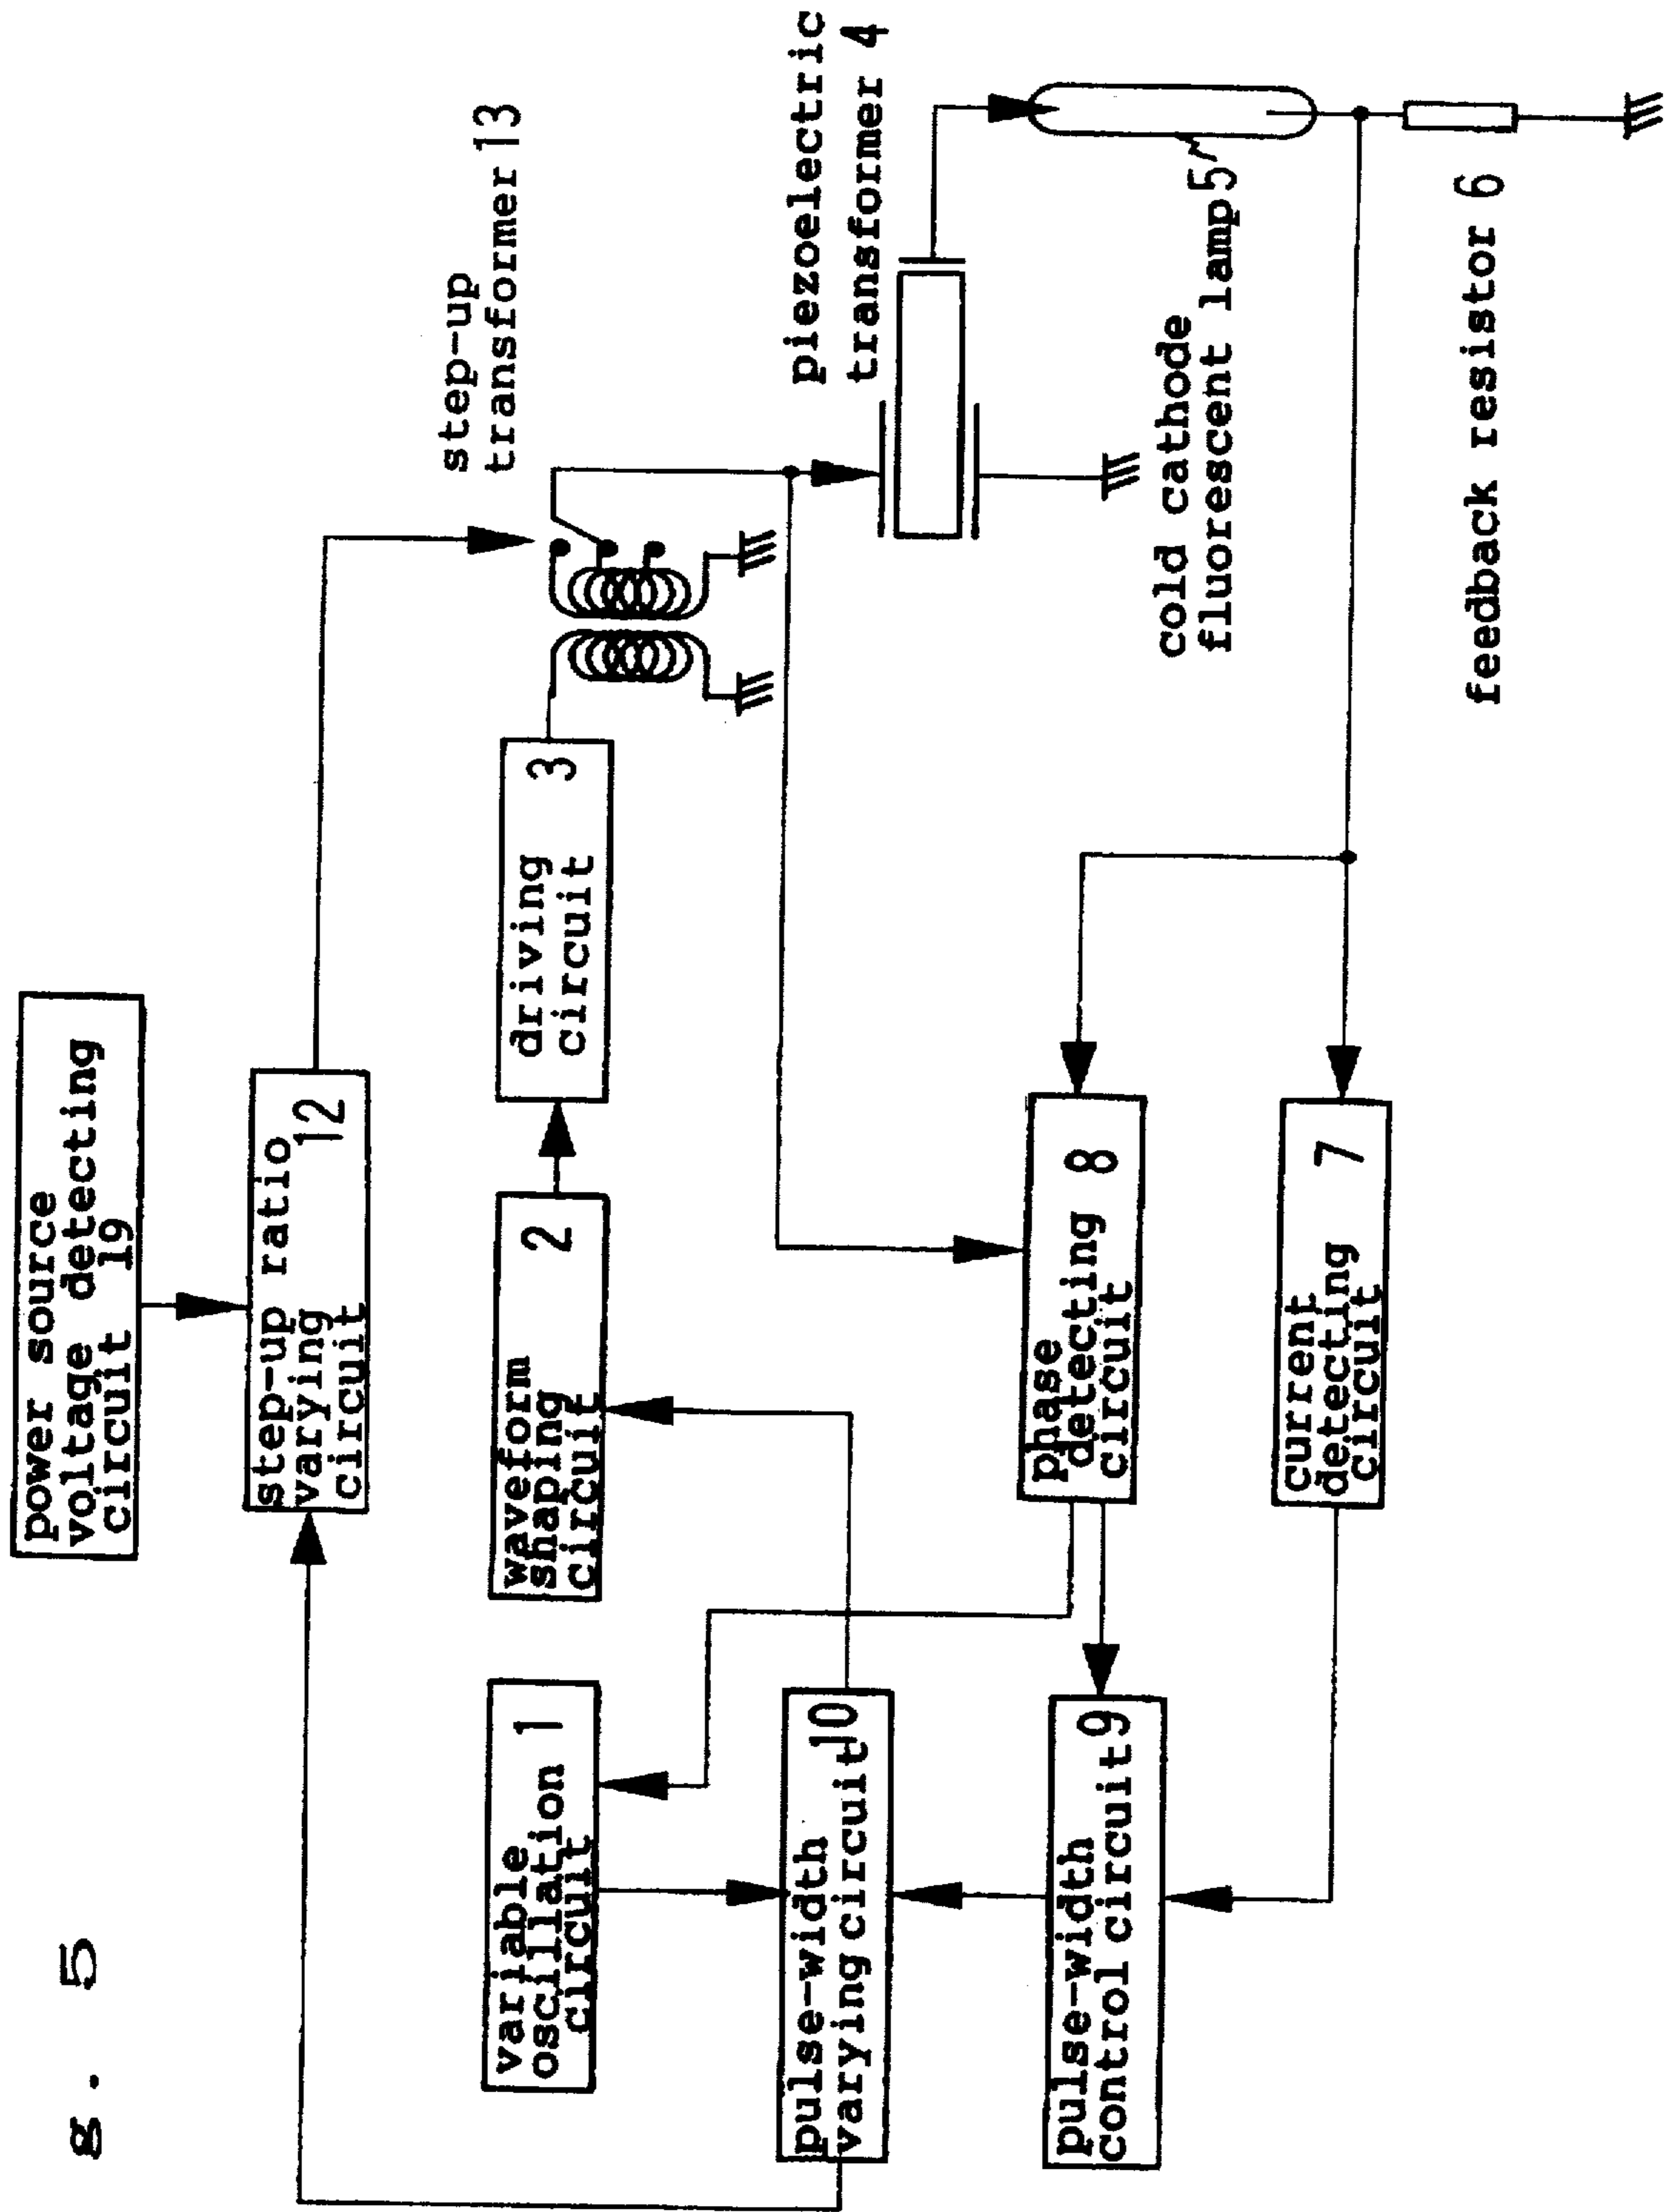 g. 5
power source
voltage detecting
circuit 19
step-up ratio
varying
circuit 12
step-up
transformer 13
variable
oscillation 1
circuit
waveform
shaping 2
circuit
driving 3
circuit
piezoelectric
transformer 4
pulse-width
varying circuit 10
phase
detecting 8
circuit
cold cathode
fluorescent lamp 5
pulse-width
control circuit 9
current
detecting 7
circuit
feedback resistor 6